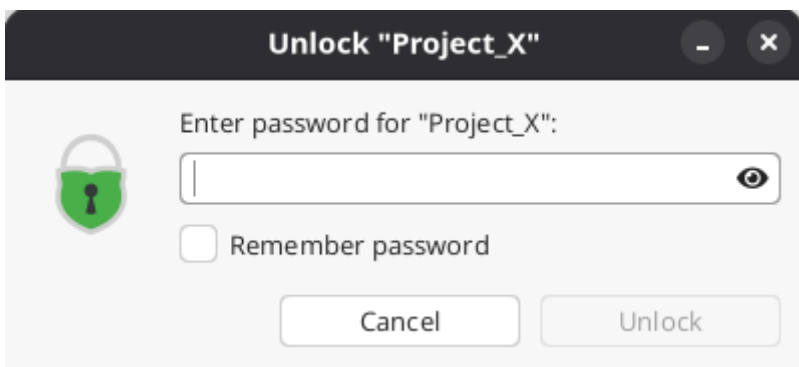 Unlock "Project_X"
Enter password for "Project_X":
Remember password
Cancel
Unlock